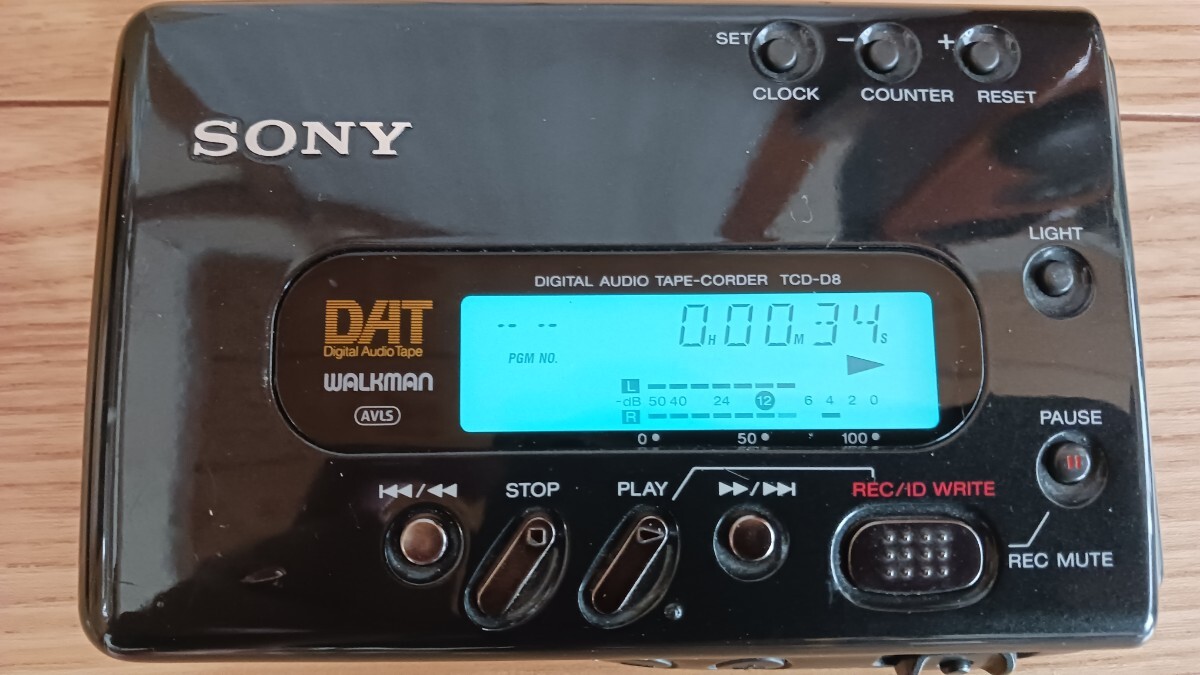 SET - +
CLOCK COUNTER RESET
SONY
LIGHT
DIGITAL AUDIO TAPE-CORDER TCD-D8
DAT
Digital Audio Tape
WALKMAN
AVLS
-- -- 0H00M34S
PGM NO.
L
-dB 50 40 24 12 6 4 2 0
R
0 50 100
PAUSE
STOP PLAY REC/ID WRITE
REC MUTE